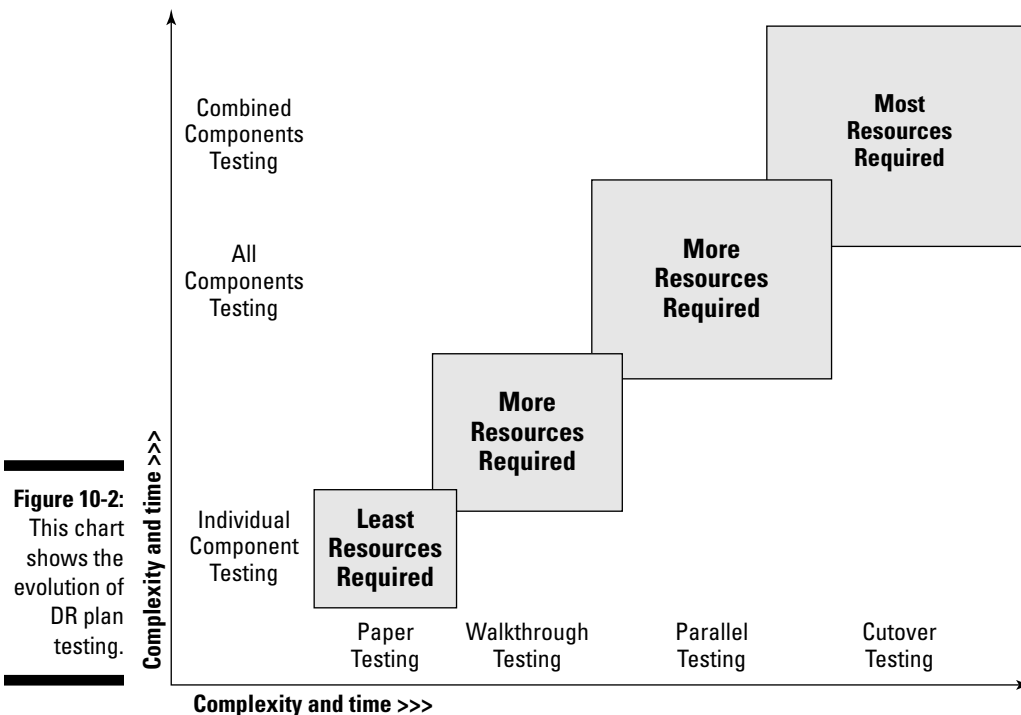 Combined
Components
Testing
Most
Resources
Required
All
Components
Testing
More
Resources
Required
More
Resources
Required
Individual
Component
Testing
Least
Resources
Required
Complexity and time >>>
Figure 10-2:
This chart
shows the
evolution of
DR plan
testing.
Paper
Testing
Walkthrough
Testing
Parallel
Testing
Cutover
Testing
Complexity and time >>>